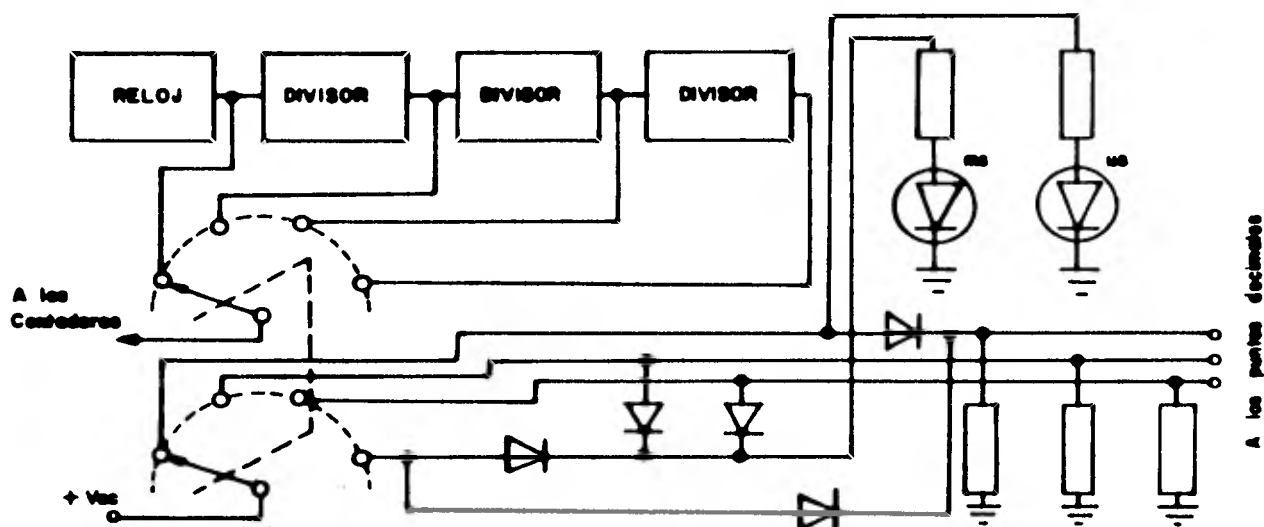 RELOJ
DIVISOR
DIVISOR
DIVISOR
ms
us
A los
Contadores
+ Vcc
A los puntos decimales